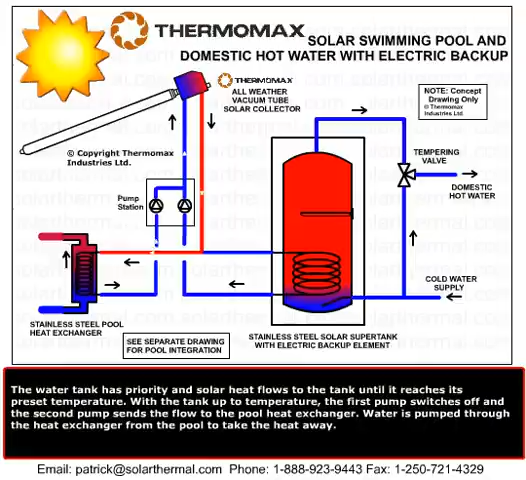 THERMOMAX
SOLAR SWIMMING POOL AND
DOMESTIC HOT WATER WITH ELECTRIC BACKUP
THERMOMAX
ALL WEATHER
VACUUM TUBE
SOLAR COLLECTOR
NOTE: Concept
Drawing Only
© Thermomax
Industries Ltd.
© Copyright Thermomax
Industries Ltd.
TEMPERING
VALVE
Pump
Station
DOMESTIC
HOT WATER
COLD WATER
SUPPLY
STAINLESS STEEL POOL
HEAT EXCHANGER
SEE SEPARATE DRAWING
FOR POOL INTEGRATION
STAINLESS STEEL SOLAR SUPERTANK
WITH ELECTRIC BACKUP ELEMENT
The water tank has priority and solar heat flows to the tank until it reaches its
preset temperature. With the tank up to temperature, the first pump switches off and
the second pump sends the flow to the pool heat exchanger. Water is pumped through
the heat exchanger from the pool to take the heat away.
Email: patrick@solarthermal.com Phone: 1-888-923-9443 Fax: 1-250-721-4329